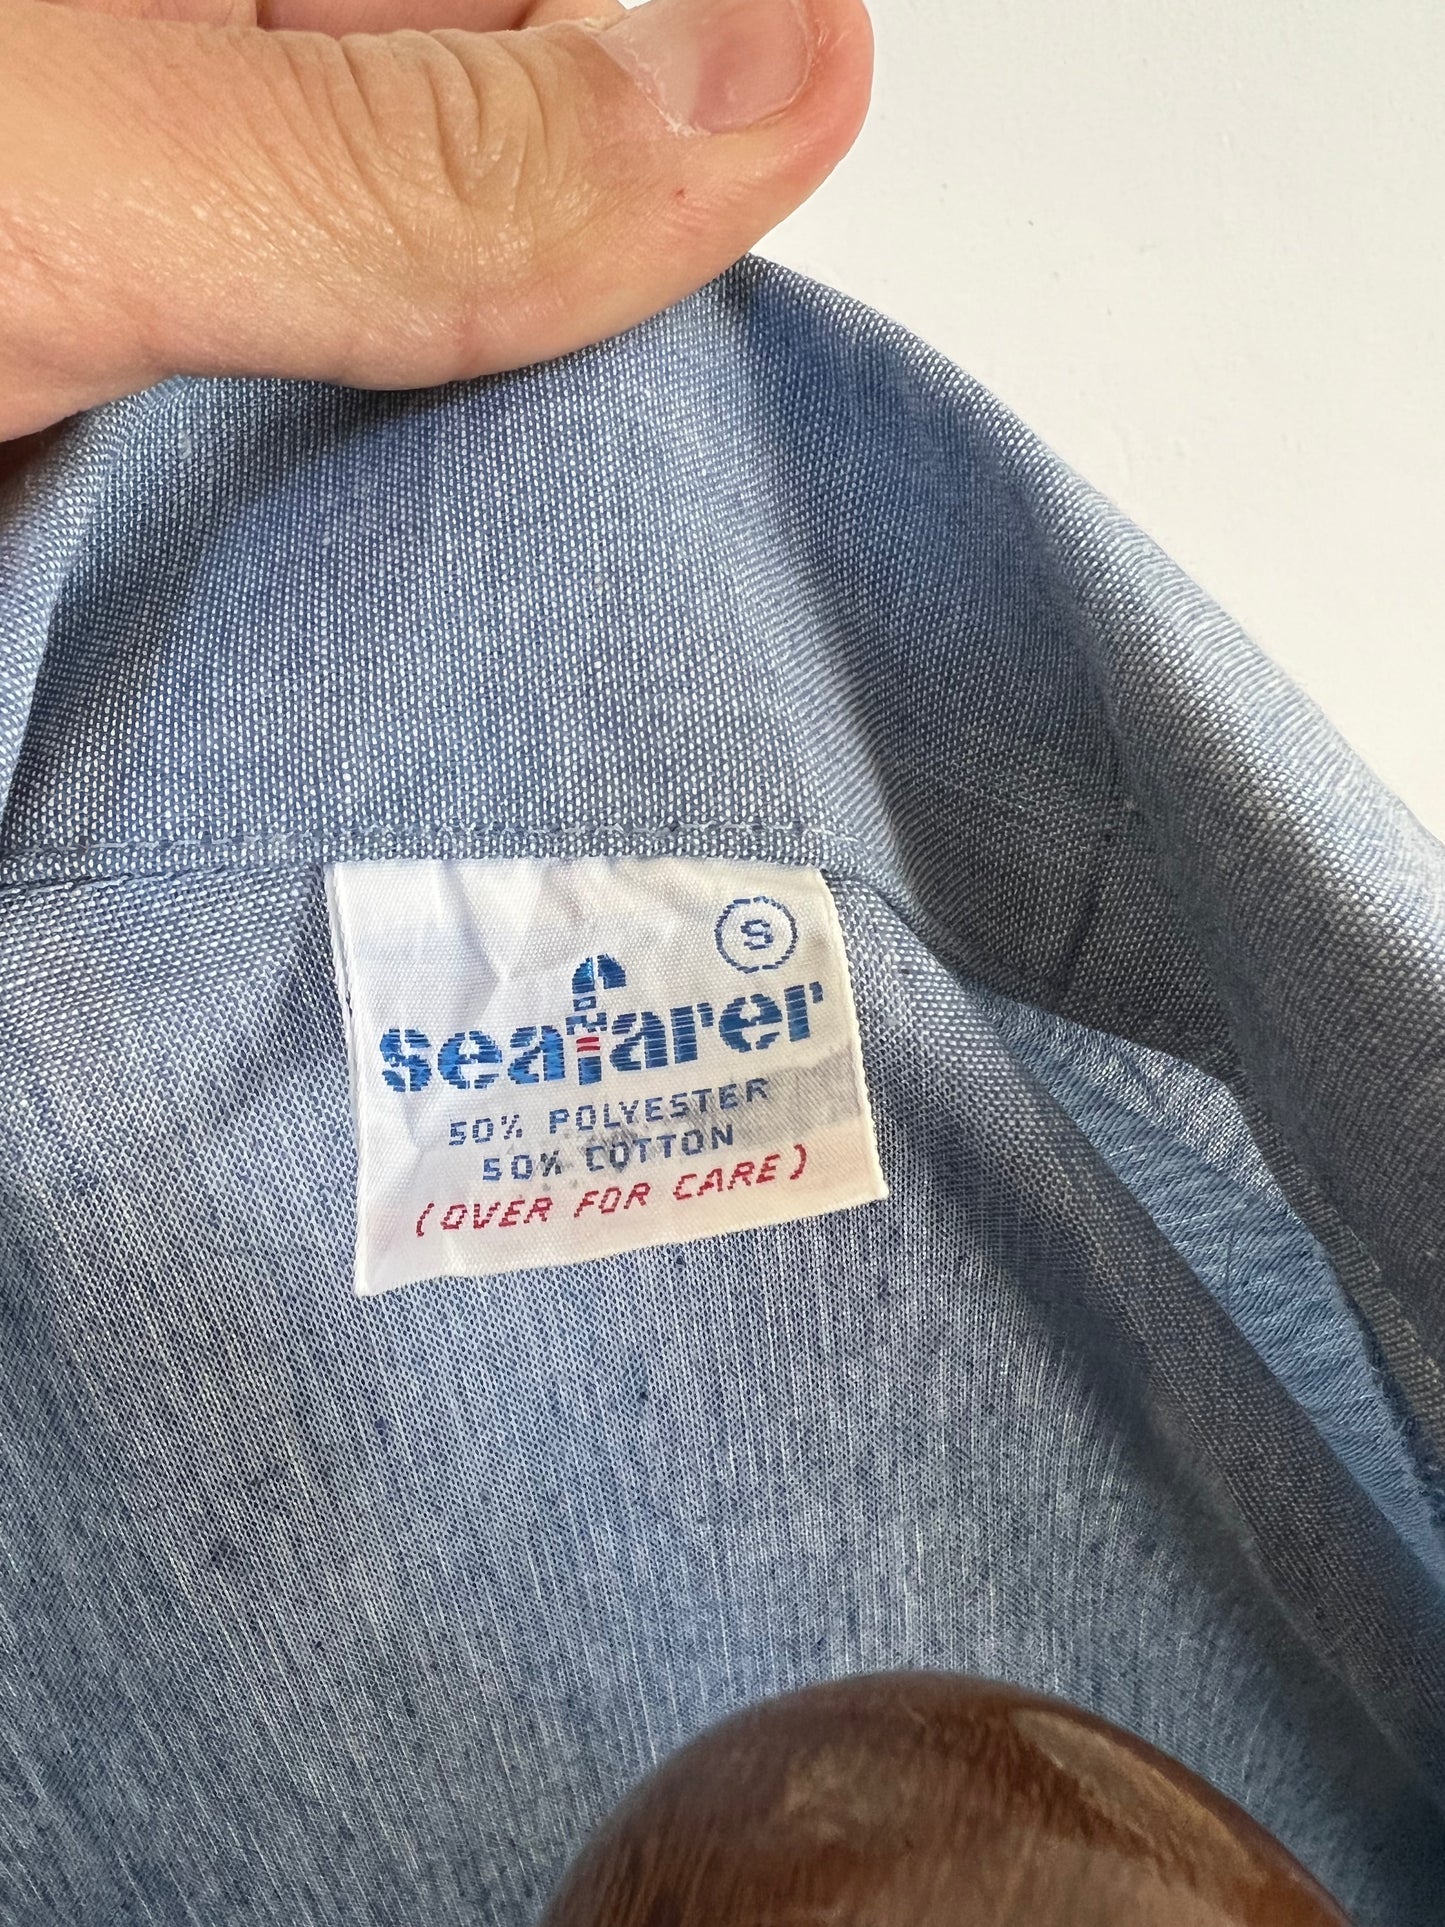 S
seafarer
50% POLYESTER
50% COTTON
(OVER FOR CARE)